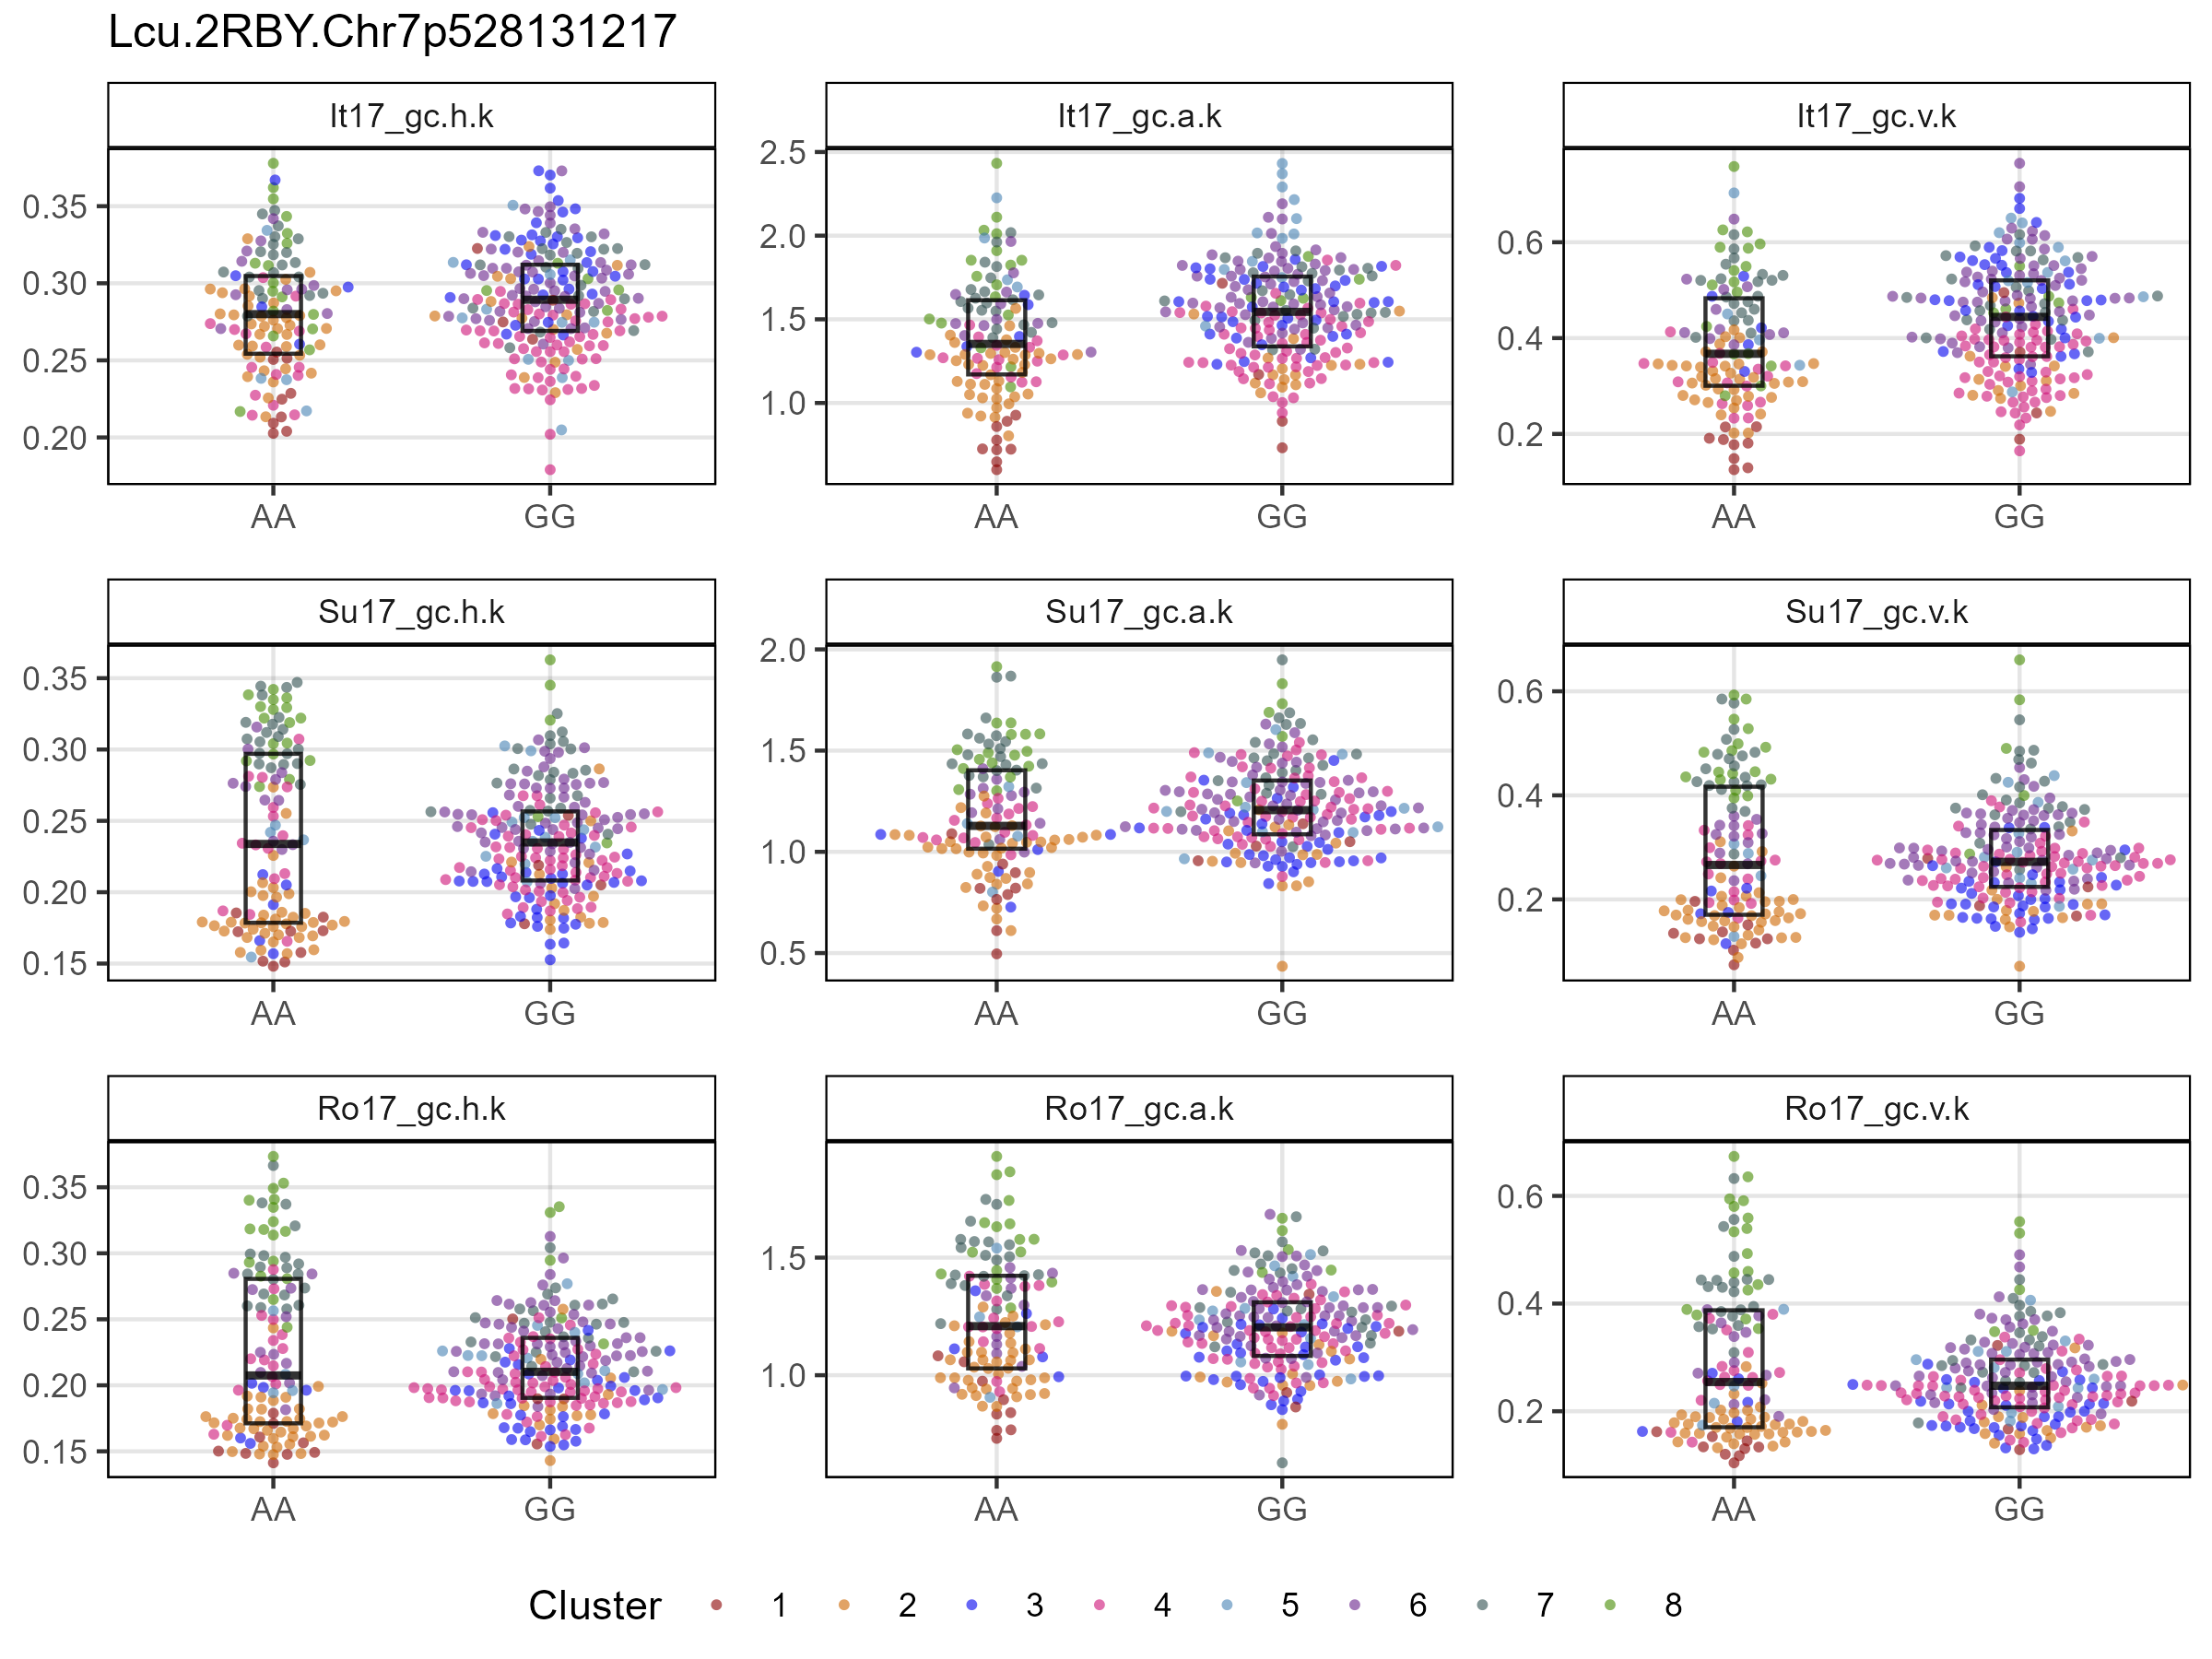 Lcu.2RBY.Chr7p528131217
It17_gc.h.k
It17_gc.a.k
It17_gc.v.k
0.35
0.30
0.25
0.20
2.5
2.0
1.5
1.0
0.6
0.4
0.2
AA GG
AA GG
AA GG
Su17_gc.h.k
Su17_gc.a.k
Su17_gc.v.k
0.35
0.30
0.25
0.20
0.15
2.0
1.5
1.0
0.5
0.6
0.4
0.2
AA GG
AA GG
AA GG
Ro17_gc.h.k
Ro17_gc.a.k
Ro17_gc.v.k
0.35
0.30
0.25
0.20
0.15
1.5
1.0
0.6
0.4
0.2
AA GG
AA GG
AA GG
Cluster 1 2 3 4 5 6 7 8